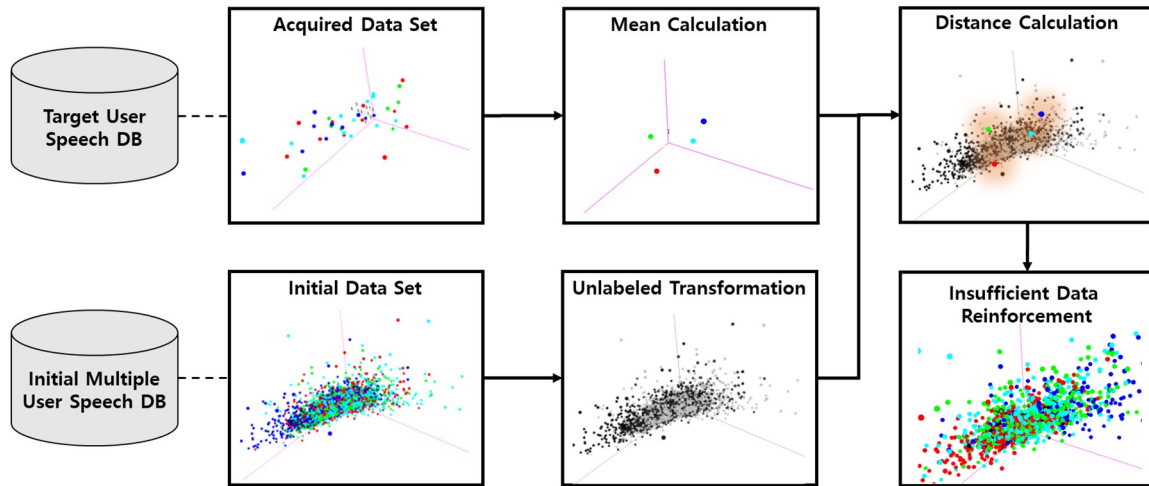 Target User
Speech DB
Acquired Data Set
Mean Calculation
Distance Calculation
Initial Multiple
User Speech DB
Initial Data Set
Unlabeled Transformation
Insufficient Data
Reinforcement